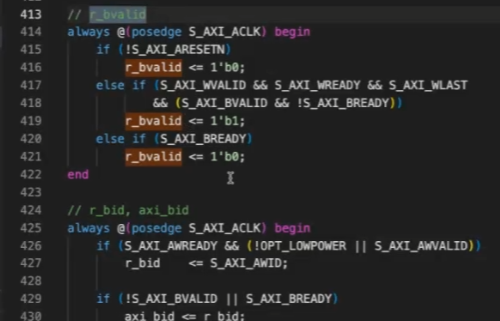 413 // r_bvalid
414 always @(posedge S_AXI_ACLK) begin
415 if (!S_AXI_ARESETN)
416 r_bvalid <= 1'b0;
417 else if (S_AXI_WVALID && S_AXI_WREADY && S_AXI_WLAST
418 && (S_AXI_BVALID && !S_AXI_BREADY))
419 r_bvalid <= 1'b1;
420 else if (S_AXI_BREADY)
421 r_bvalid <= 1'b0;
422 end
423
424 // r_bid, axi_bid
425 always @(posedge S_AXI_ACLK) begin
426 if (S_AXI_AWREADY && (!OPT_LOWPOWER || S_AXI_AWVALID))
427 r_bid <= S_AXI_AWID;
428
429 if (!S_AXI_BVALID || S_AXI_BREADY)
430 axi_bid <= r_bid;